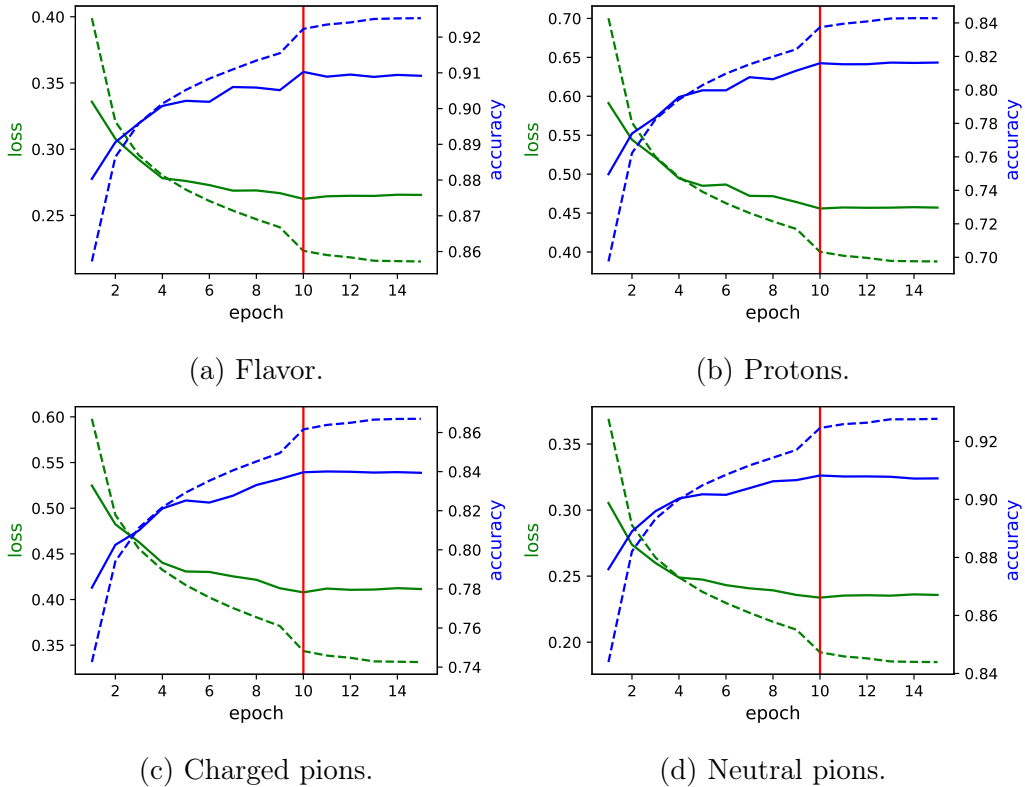 0.40
0.35
0.30
0.25
loss
0.92
0.91
0.90
0.89
0.88
0.87
0.86
accuracy
2 4 6 8 10 12 14
epoch
(a) Flavor.
0.70
0.65
0.60
0.55
0.50
0.45
0.40
loss
0.84
0.82
0.80
0.78
0.76
0.74
0.72
0.70
accuracy
2 4 6 8 10 12 14
epoch
(b) Protons.
0.60
0.55
0.50
0.45
0.40
0.35
loss
0.86
0.84
0.82
0.80
0.78
0.76
0.74
accuracy
2 4 6 8 10 12 14
epoch
(c) Charged pions.
0.35
0.30
0.25
0.20
loss
0.92
0.90
0.88
0.86
0.84
accuracy
2 4 6 8 10 12 14
epoch
(d) Neutral pions.